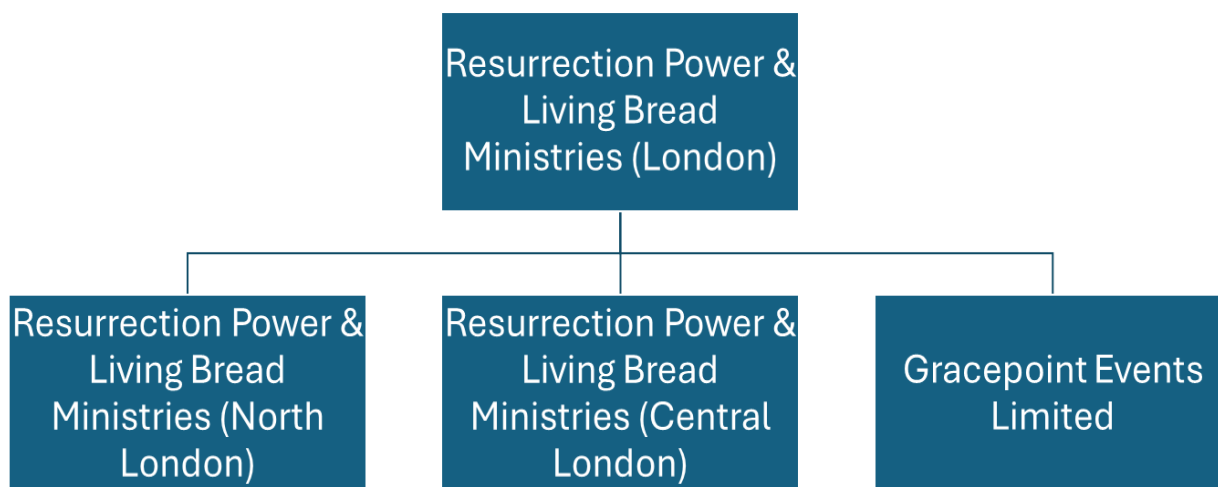 Resurrection Power &
Living Bread
Ministries (London)
Resurrection Power &
Living Bread
Ministries (North
London)
Resurrection Power &
Living Bread
Ministries (Central
London)
Gracepoint Events
Limited